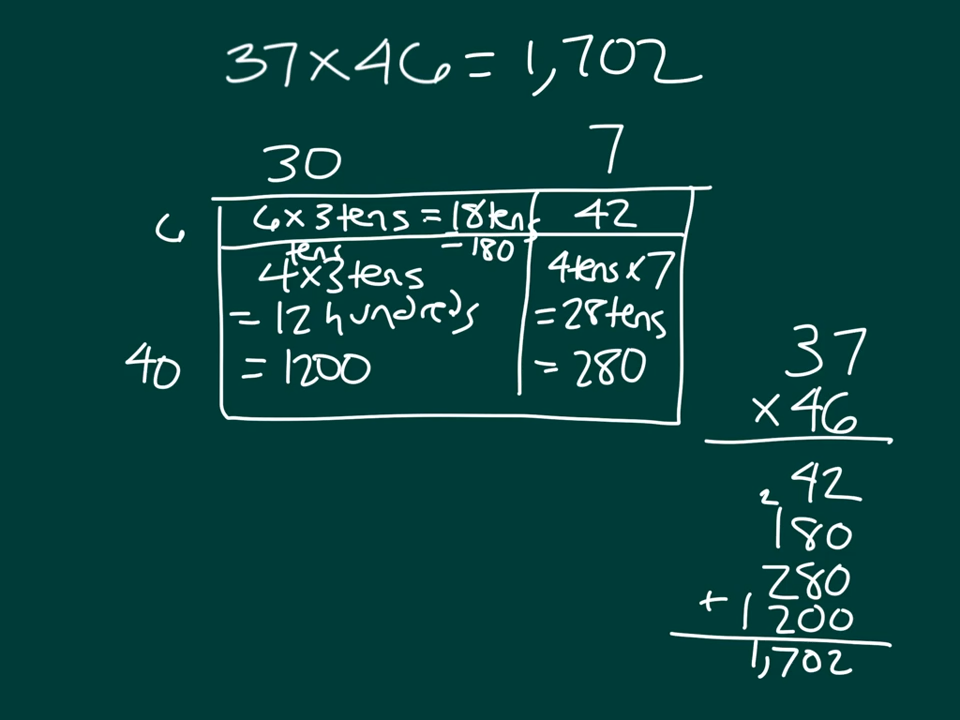 37×46=1,702
30 7
6 6×3tens=18tens 42
=180
tens
4×3tens 4tens×7
=12 hundreds =28tens
40 =1200 =280
37
×46
42
2
180
280
+1200
1,702